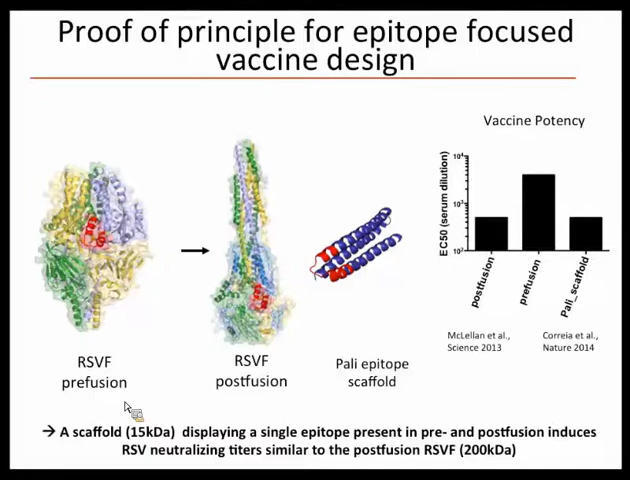 Proof of principle for epitope focused
vaccine design
Vaccine Potency
EC50 (serum dilution)
10⁴
10³
10²
postfusion
prefusion
Pali_scaffold
McLellan et al.,
Science 2013
Correia et al.,
Nature 2014
RSVF
prefusion
RSVF
postfusion
Pali epitope
scaffold
→ A scaffold (15kDa) displaying a single epitope present in pre- and postfusion induces
RSV neutralizing titers similar to the postfusion RSVF (200kDa)